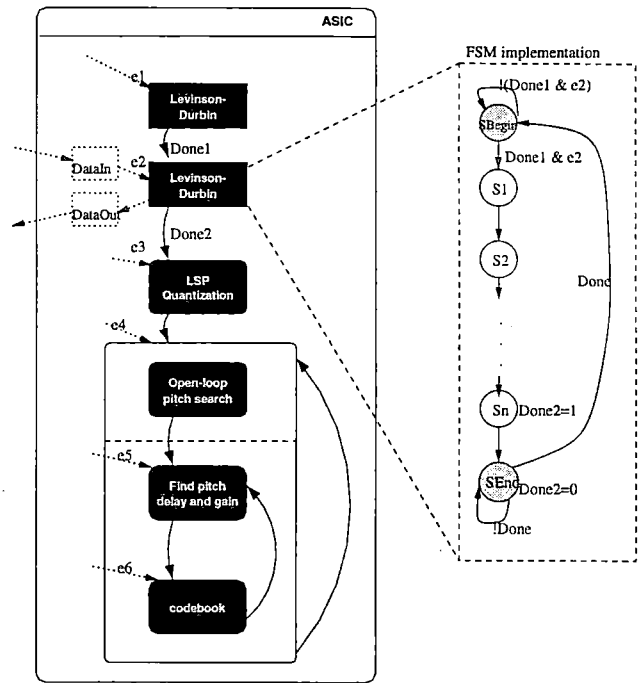 ASIC
e1
Levinson-
Durbin
Done1
DataIn
e2
Levinson-
Durbin
DataOut
Done2
e3
LSP
Quantization
e4
Open-loop
pitch search
e5
Find pitch
delay and gain
e6
codebook
FSM implementation
!(Done1 & e2)
SBegin
Done1 & e2
S1
S2
Done
Sn
Done2=1
SEnd
Done2=0
!Done